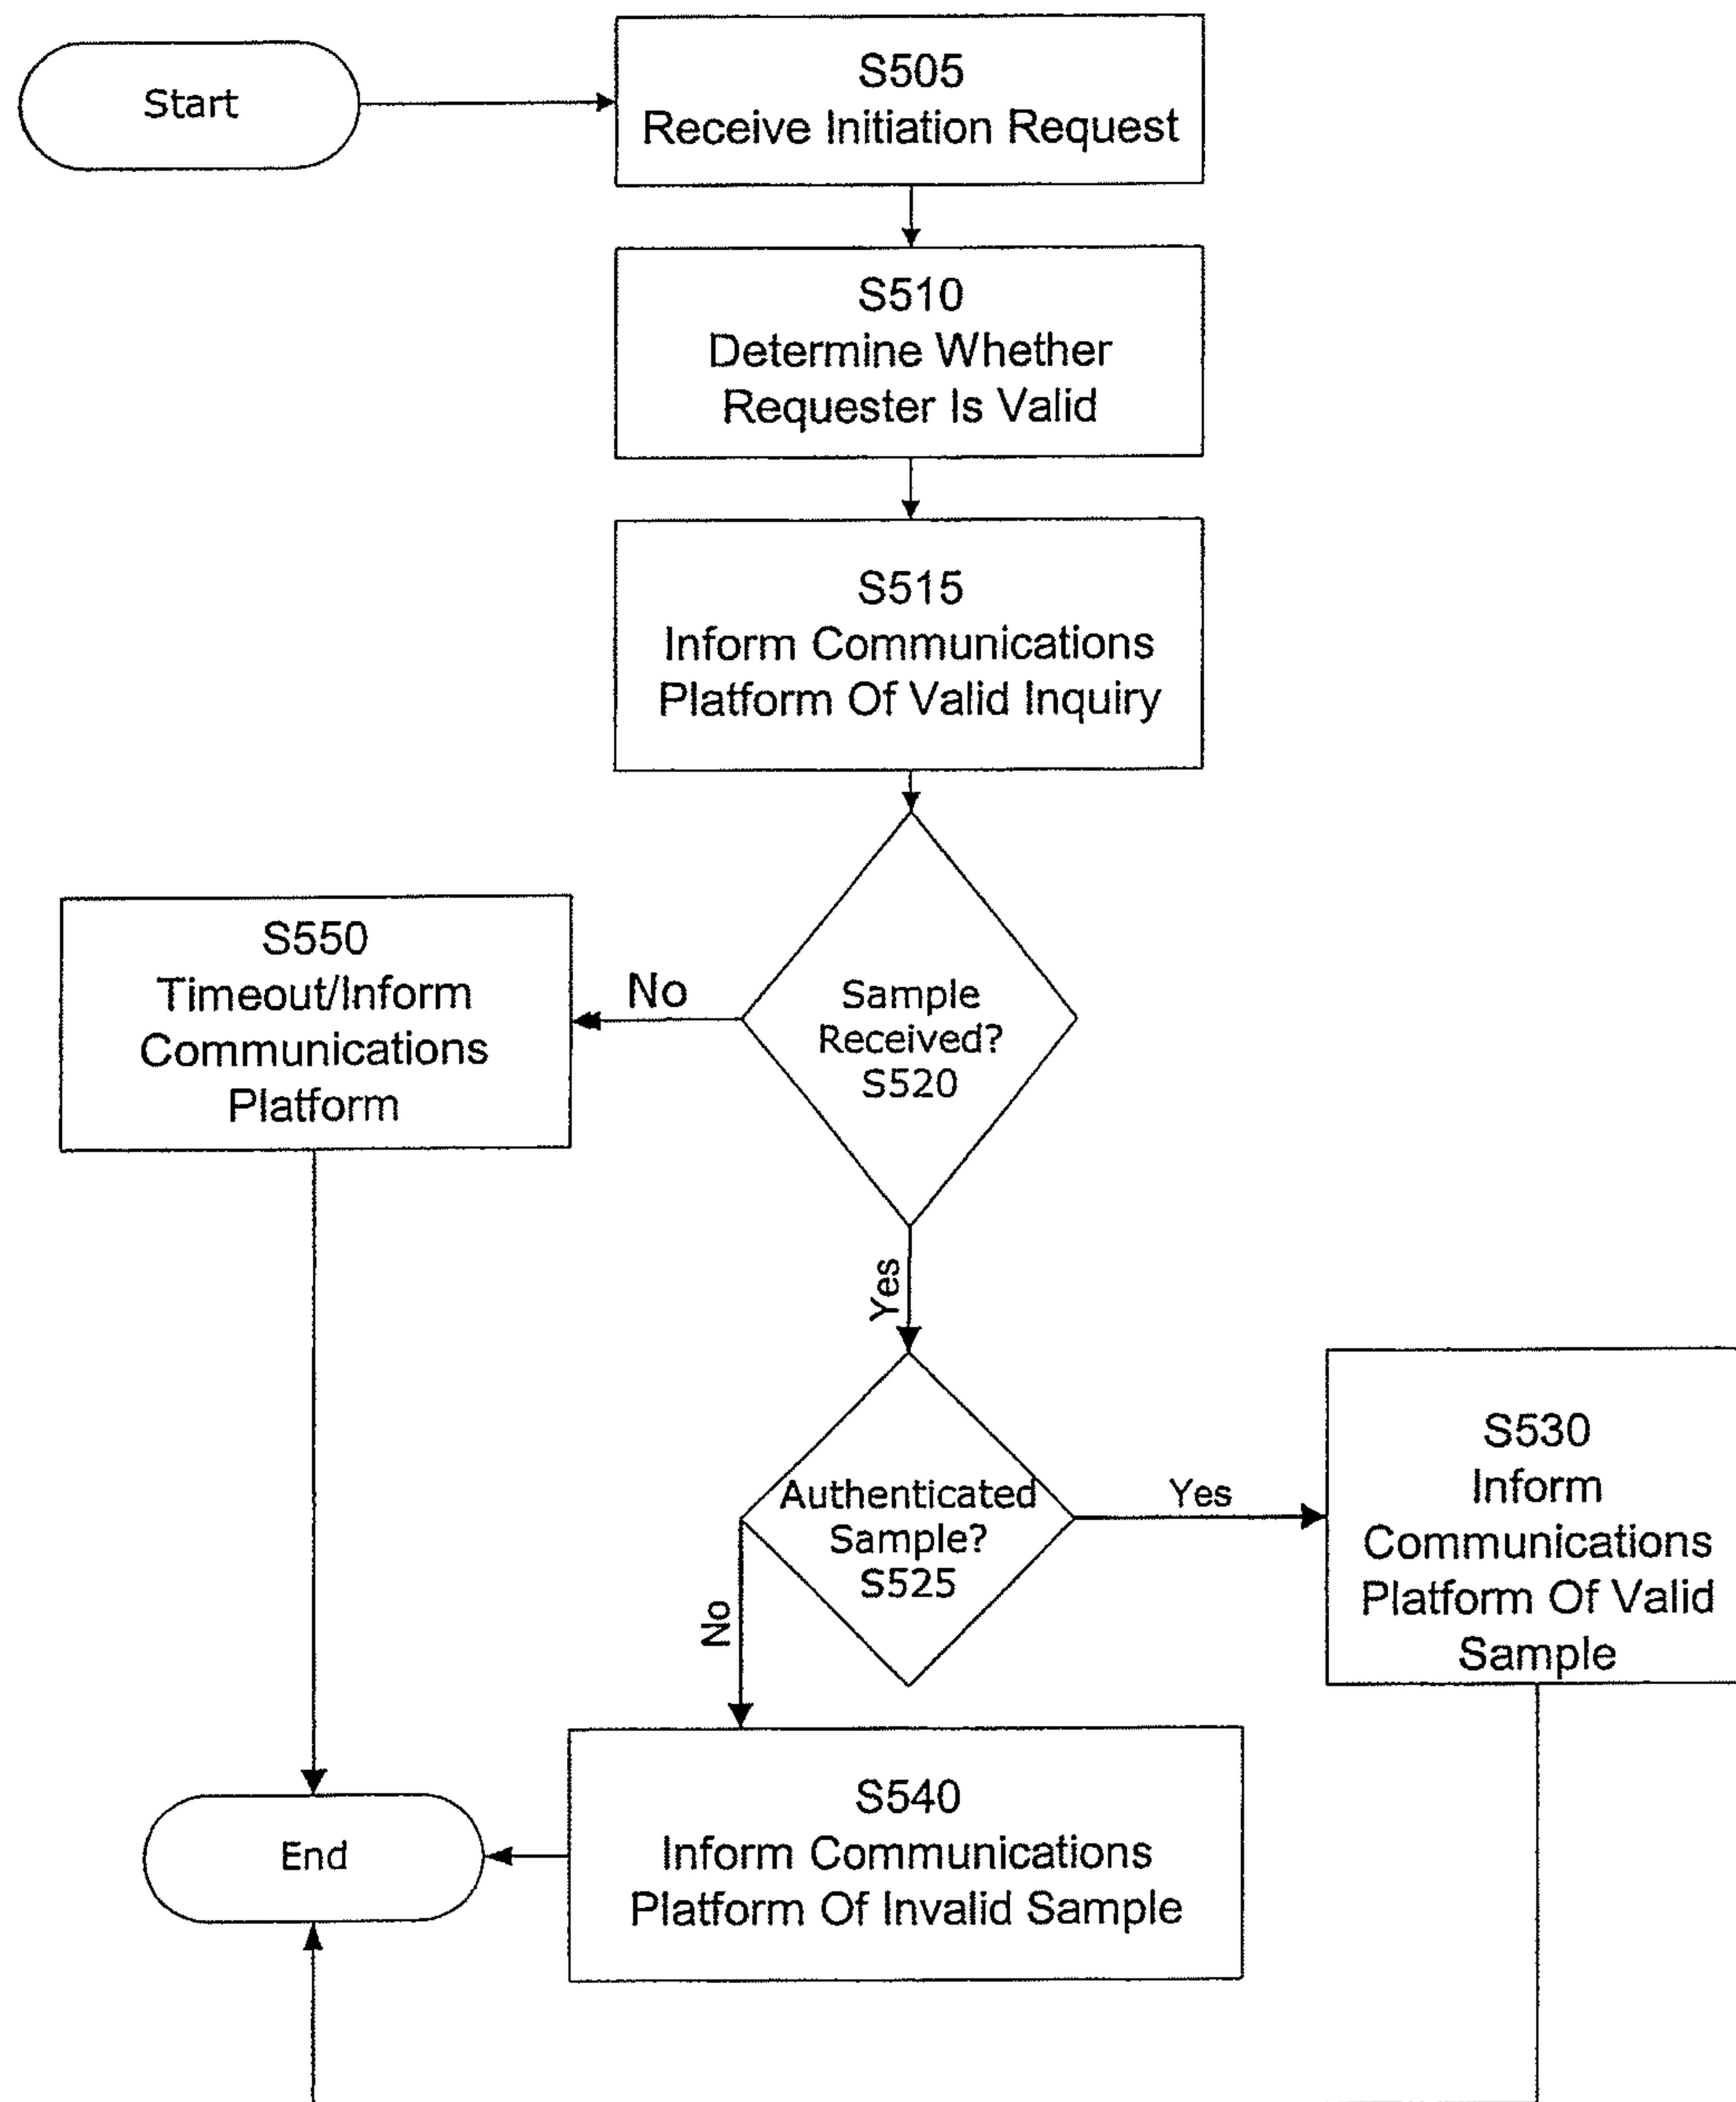 Start
S505
Receive Initiation Request
S510
Determine Whether
Requester Is Valid
S515
Inform Communications
Platform Of Valid Inquiry
S550
Timeout/Inform
Communications
Platform
No
Sample
Received?
S520
Yes
Authenticated
Sample?
S525
Yes
S530
Inform
Communications
Platform Of Valid
Sample
No
S540
Inform Communications
Platform Of Invalid Sample
End